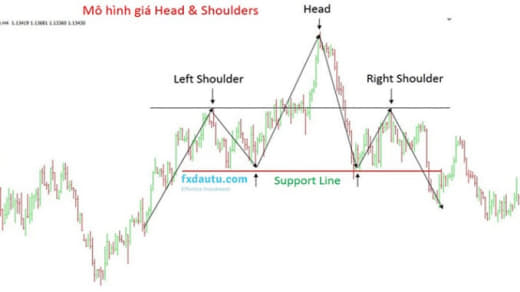 Mô hình giá Head & Shoulders
Head
1.13419 1.13681 1.13360 1.13430
Left Shoulder
Right Shoulder
fxdautu.com
Effective Investment
Support Line